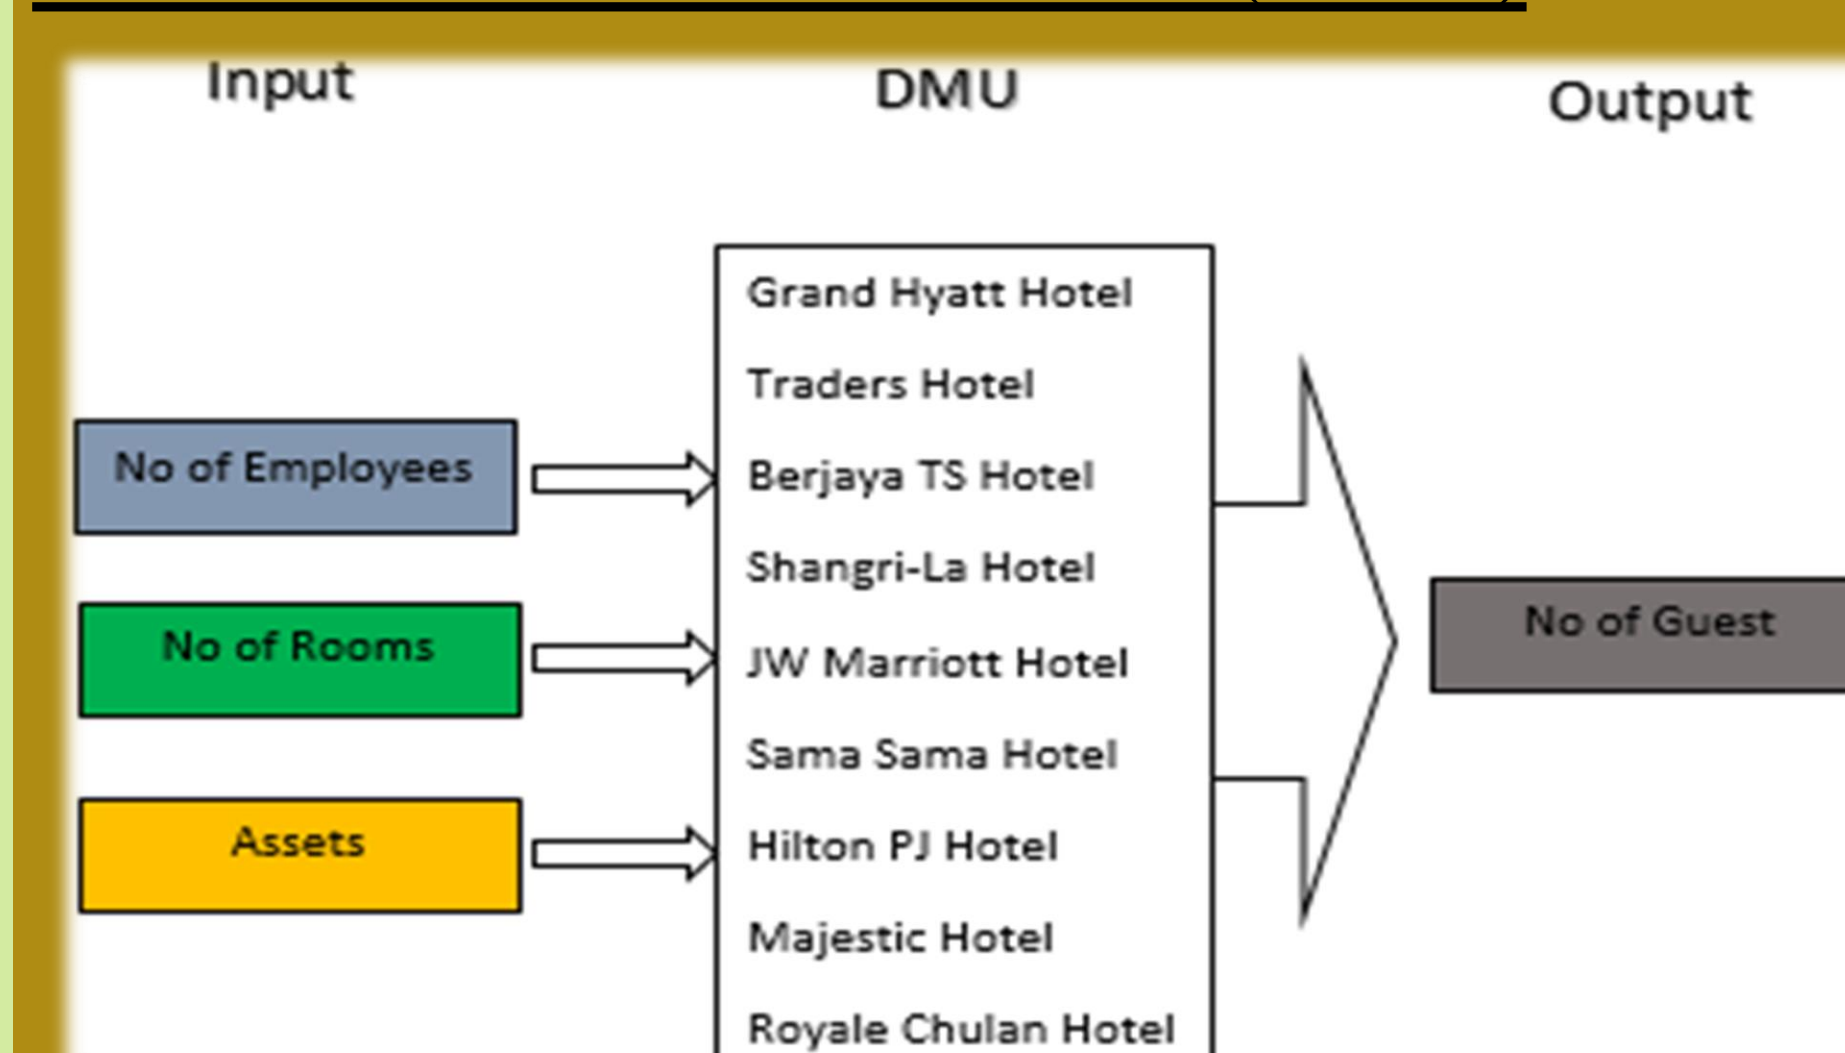 Input
DMU
Output
Grand Hyatt Hotel
Traders Hotel
No of Employees
Berjaya TS Hotel
Shangri-La Hotel
No of Guest
No of Rooms
JW Marriott Hotel
Sama Sama Hotel
Assets
Hilton PJ Hotel
Majestic Hotel
Royale Chulan Hotel